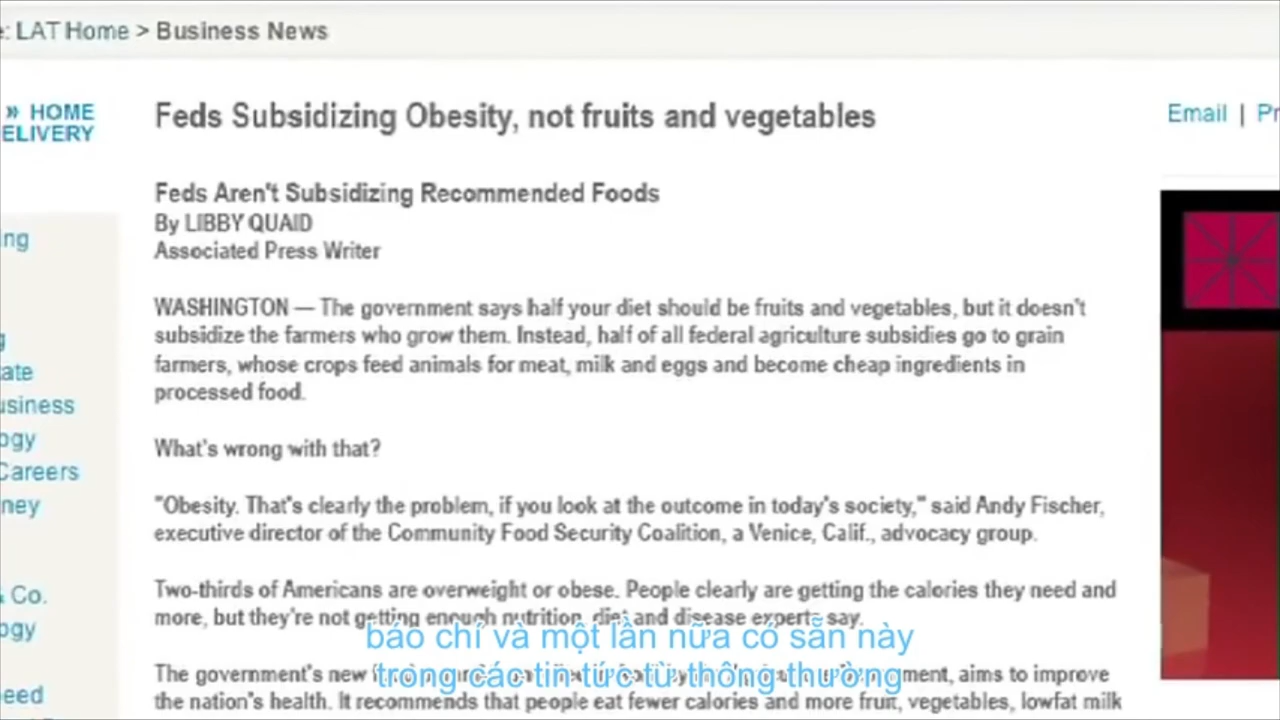 e: LAT Home > Business News
» HOME
ELIVERY
Feds Subsidizing Obesity, not fruits and vegetables
Email | Pr
Feds Aren't Subsidizing Recommended Foods
By LIBBY QUAID
Associated Press Writer
ing
WASHINGTON — The government says half your diet should be fruits and vegetables, but it doesn't
subsidize the farmers who grow them. Instead, half of all federal agriculture subsidies go to grain
farmers, whose crops feed animals for meat, milk and eggs and become cheap ingredients in
processed food.
g
ate
usiness
ogy
Careers
ney
What's wrong with that?
"Obesity. That's clearly the problem, if you look at the outcome in today's society," said Andy Fischer,
executive director of the Community Food Security Coalition, a Venice, Calif., advocacy group.
& Co.
ogy
Two-thirds of Americans are overweight or obese. People clearly are getting the calories they need and
more, but they're not getting enough nutrition, diet and disease experts say.
báo chí và một lần nữa có sẵn này
trong các tin tức từ thông thường
The government's new ment, aims to improve
the nation's health. It recommends that people eat fewer calories and more fruit, vegetables, lowfat milk
eed